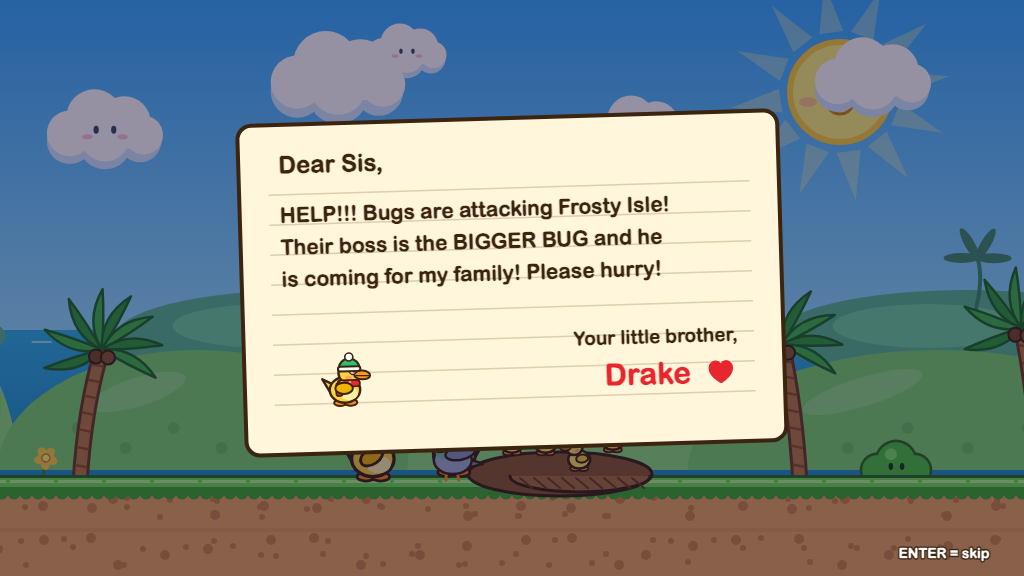 Dear Sis,
HELP!!! Bugs are attacking Frosty Isle!
Their boss is the BIGGER BUG and he
is coming for my family! Please hurry!
Your little brother,
Drake
ENTER = skip